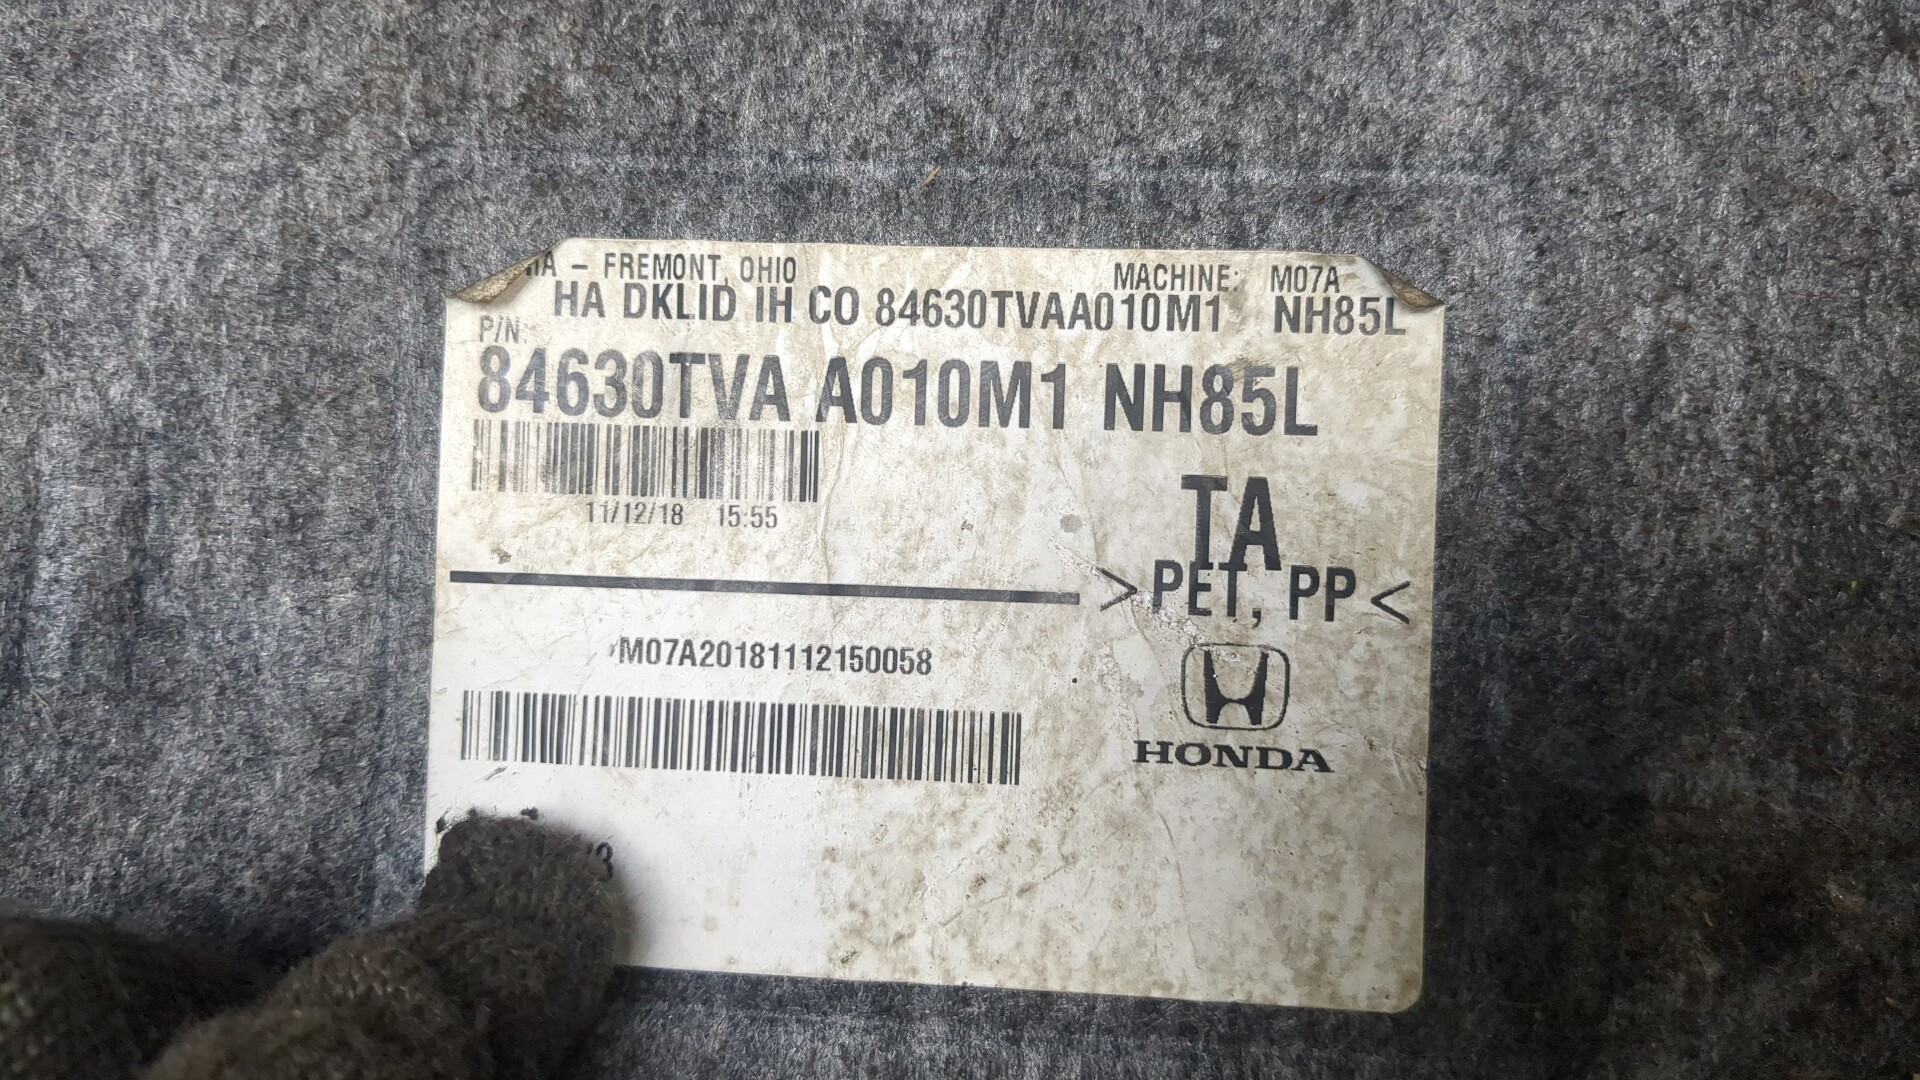 - FREMONT, OHIO MACHINE: M07A
HA DKLID IH CO 84630TVAA010M1 NH85L
P/N:
84630TVA A010M1 NH85L
11/12/18 15:55
TA
>PET, PP<
M07A20181112150058
HONDA